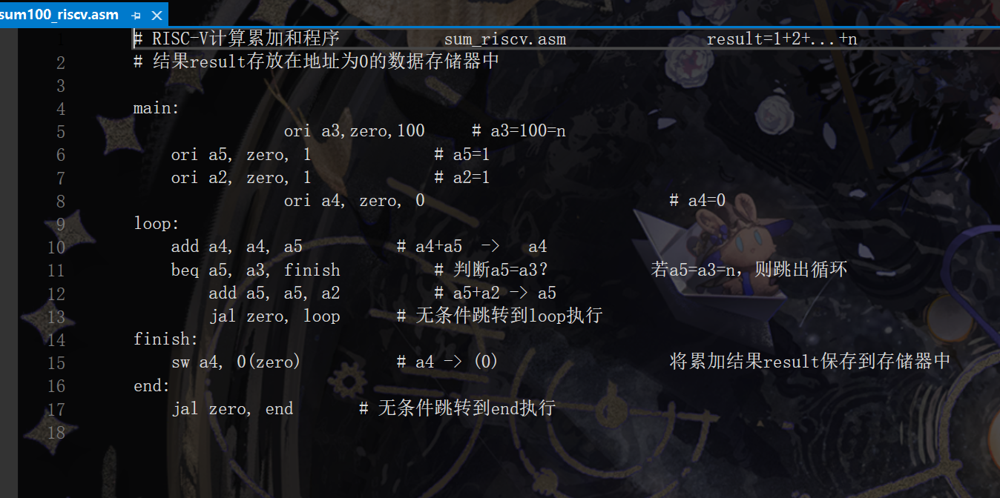 sum100_riscv.asm
1 # RISC-V计算累加和程序 sum_riscv.asm result=1+2+...+n
2 # 结果result存放在地址为0的数据存储器中
3
4 main:
5 ori a3,zero,100 # a3=100=n
6 ori a5, zero, 1 # a5=1
7 ori a2, zero, 1 # a2=1
8 ori a4, zero, 0 # a4=0
9 loop:
10 add a4, a4, a5 # a4+a5 -> a4
11 beq a5, a3, finish # 判断a5=a3? 若a5=a3=n，则跳出循环
12 add a5, a5, a2 # a5+a2 -> a5
13 jal zero, loop # 无条件跳转到loop执行
14 finish:
15 sw a4, 0(zero) # a4 -> (0) 将累加结果result保存到存储器中
16 end:
17 jal zero, end # 无条件跳转到end执行
18